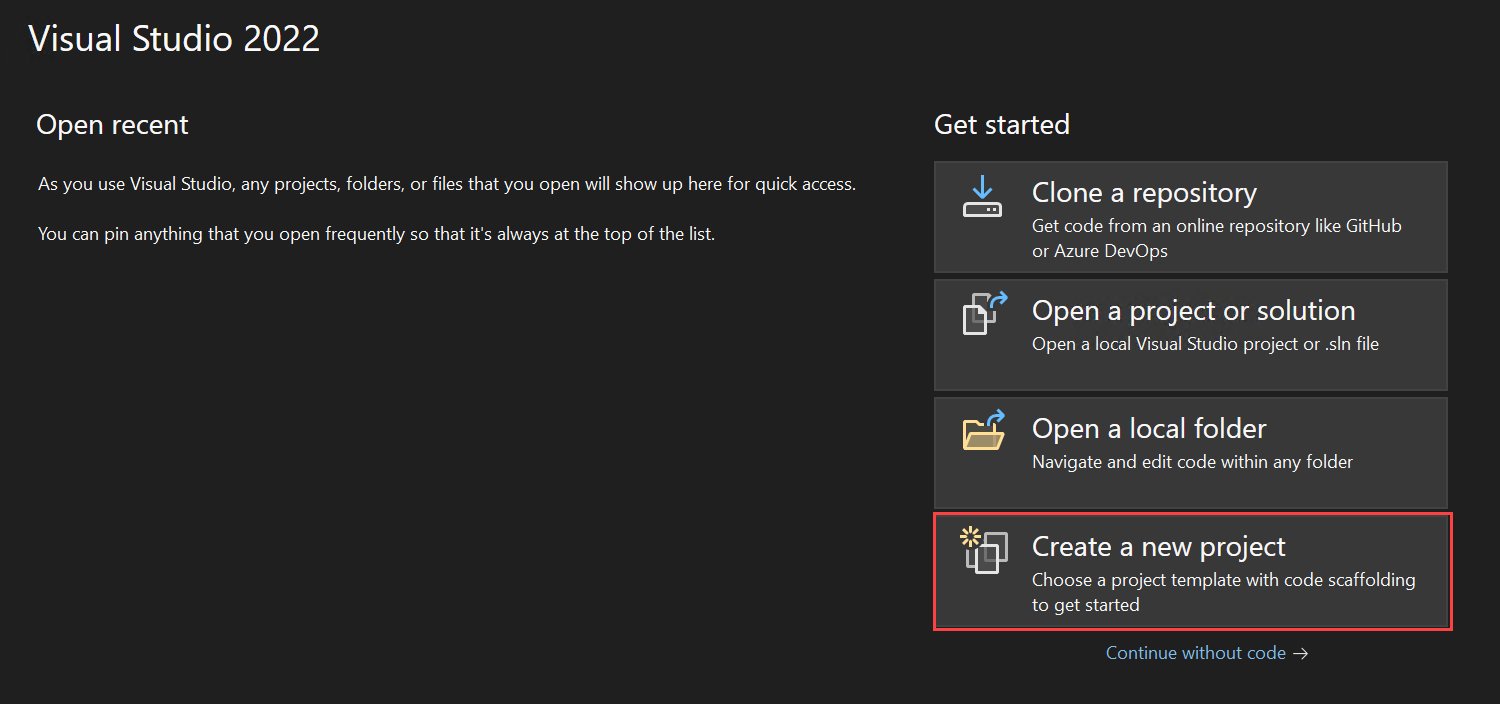 Visual Studio 2022
Open recent
As you use Visual Studio, any projects, folders, or files that you open will show up here for quick access.
You can pin anything that you open frequently so that it's always at the top of the list.
Get started
Clone a repository
Get code from an online repository like GitHub
or Azure DevOps
Open a project or solution
Open a local Visual Studio project or .sln file
Open a local folder
Navigate and edit code within any folder
Create a new project
Choose a project template with code scaffolding
to get started
Continue without code →